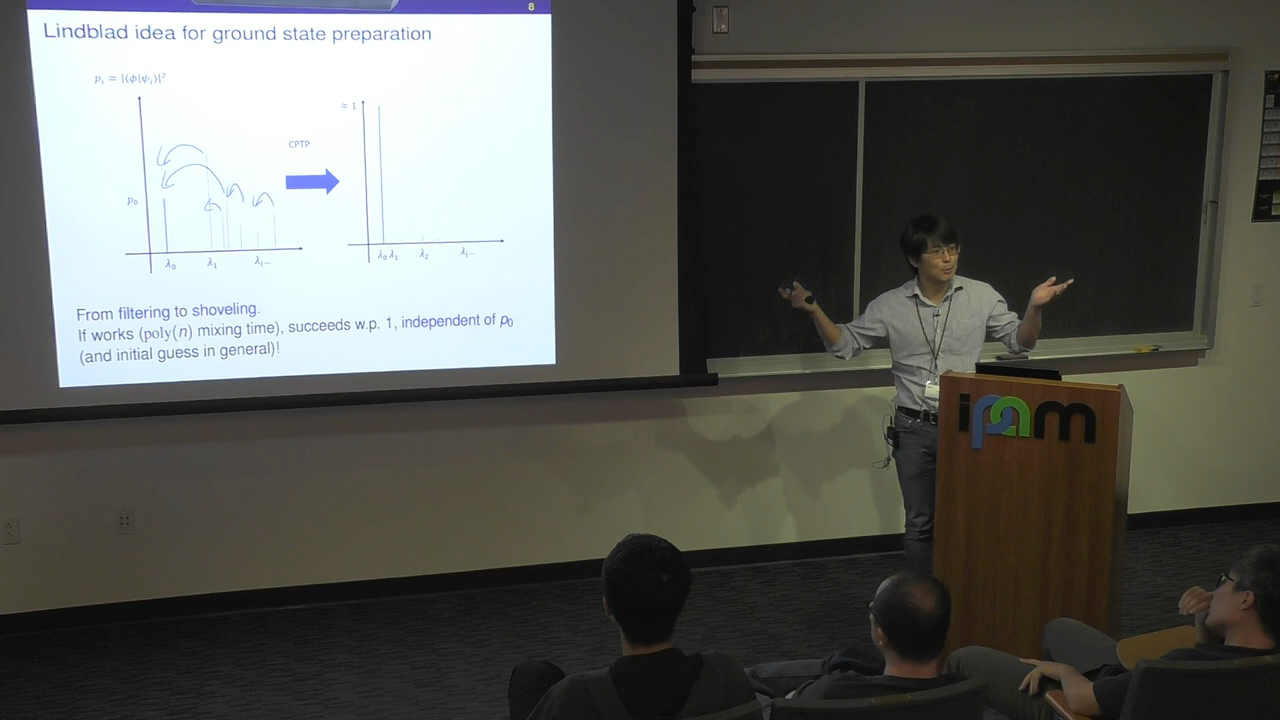 8
Lindblad idea for ground state preparation
pᵢ = |⟨ϕ|ψᵢ⟩|²
≈ 1
CPTP
p₀
λ₀ λ₁ λᵢ...
λ₀ λ₁ λ₂ λᵢ...
From filtering to shoveling.
If works (poly(n) mixing time), succeeds w.p. 1, independent of p₀
(and initial guess in general)!
ipam